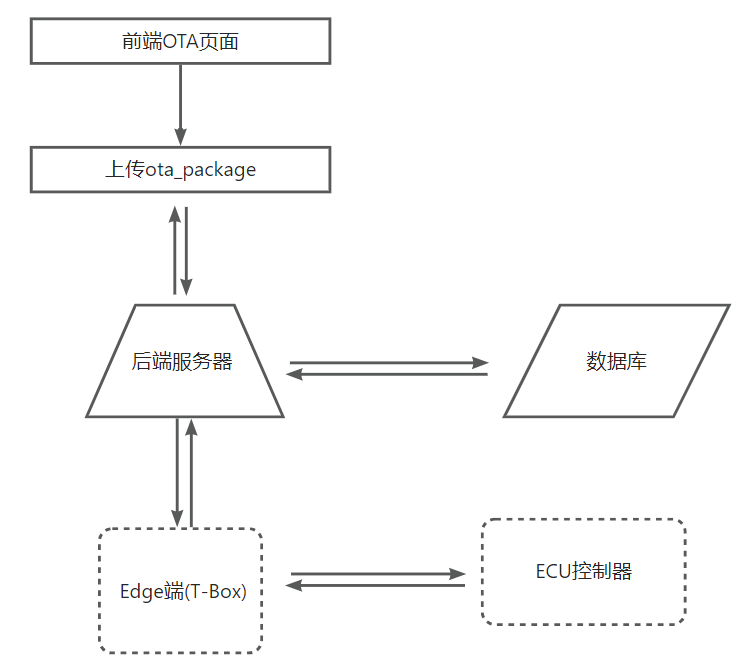 前端OTA页面
上传ota_package
后端服务器
数据库
Edge端(T-Box)
ECU控制器